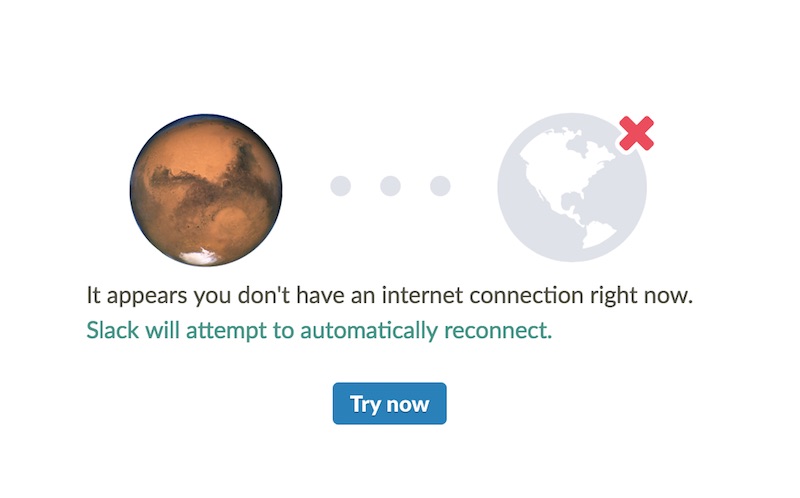 It appears you don't have an internet connection right now.
Slack will attempt to automatically reconnect.
Try now